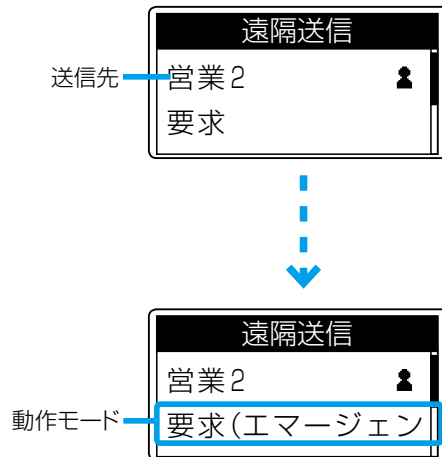 遠隔送信
送信先
営業2
要求
遠隔送信
営業2
動作モード
要求(エマージェン